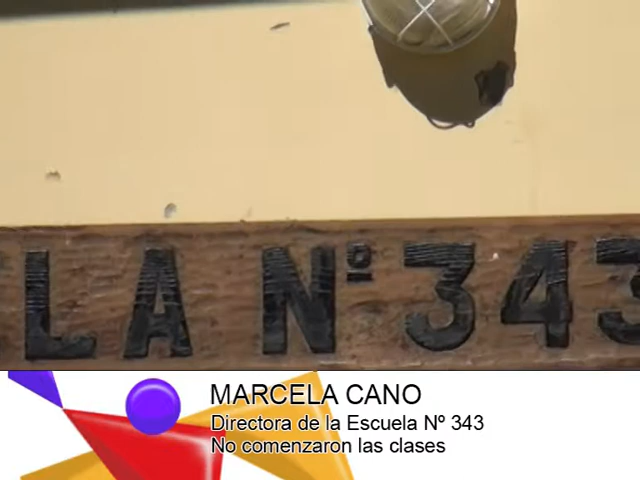 LA Nº 343
MARCELA CANO
Directora de la Escuela Nº 343
No comenzaron las clases